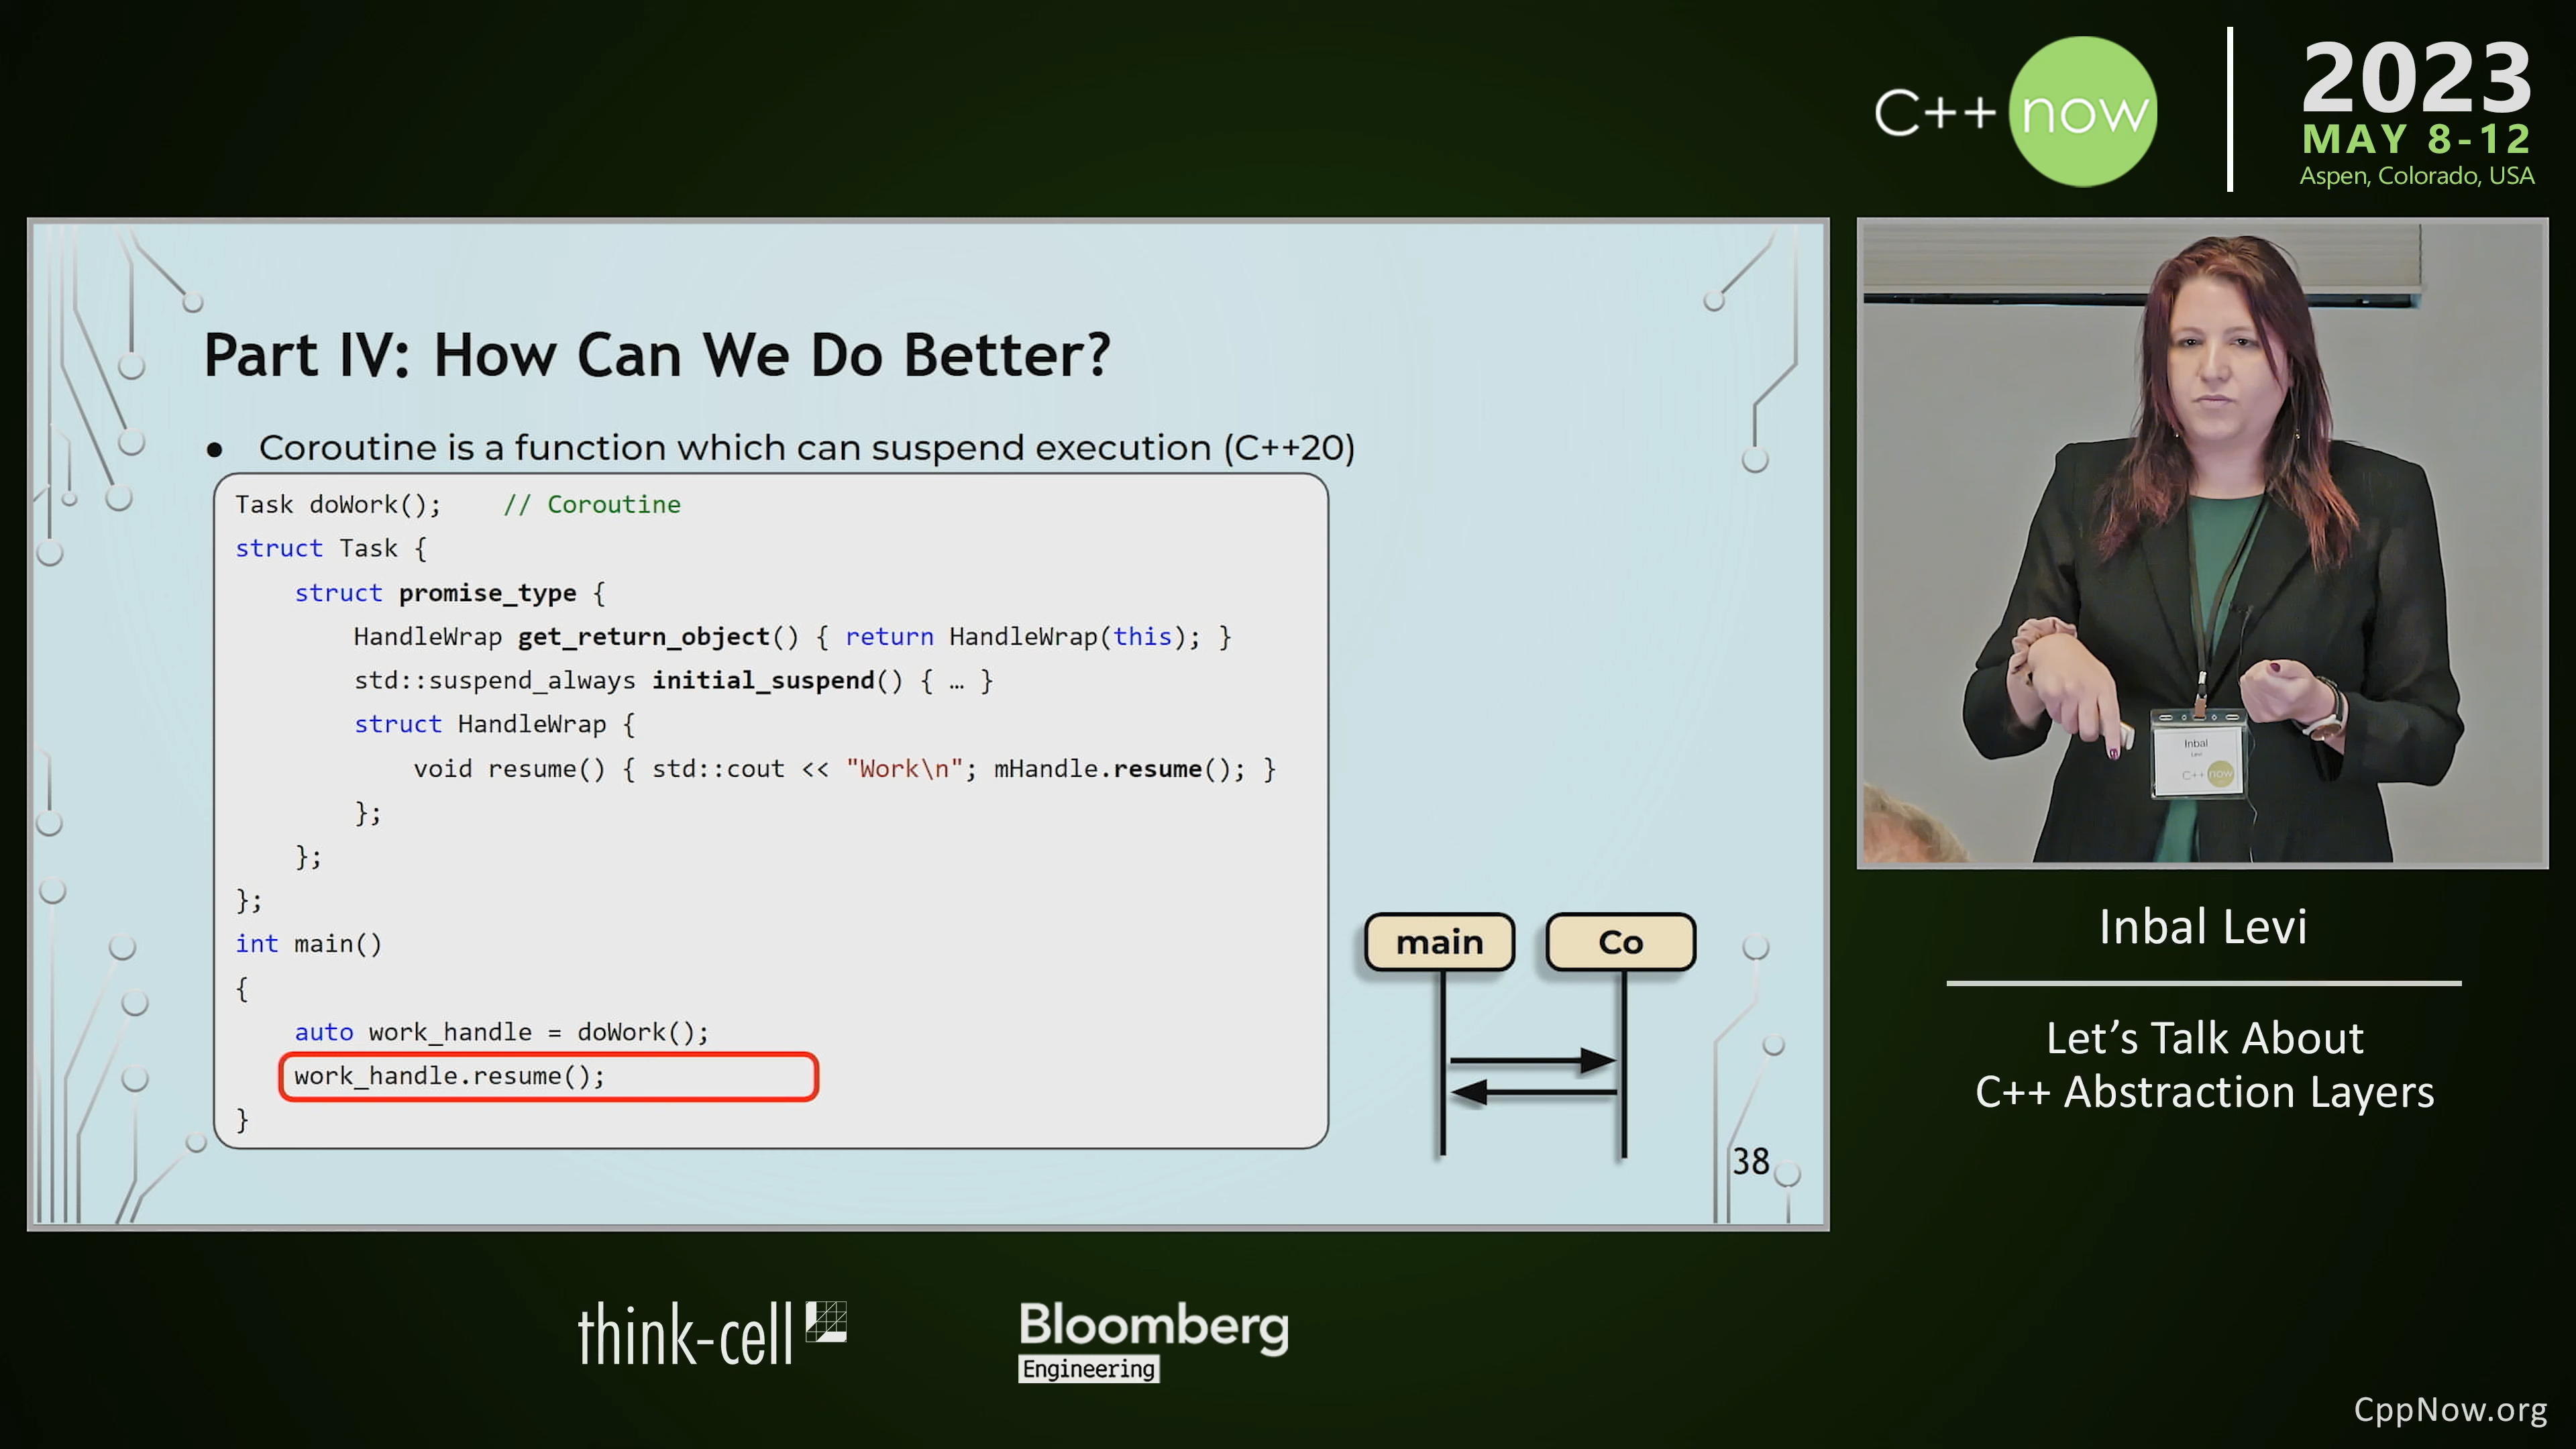 C++ now
2023
MAY 8-12
Aspen, Colorado, USA
Part IV: How Can We Do Better?
● Coroutine is a function which can suspend execution (C++20)
Task doWork();    // Coroutine
struct Task {
    struct promise_type {
        HandleWrap get_return_object() { return HandleWrap(this); }
        std::suspend_always initial_suspend() { … }
        struct HandleWrap {
            void resume() { std::cout << "Work\n"; mHandle.resume(); }
        };
    };
};
int main()
{
    auto work_handle = doWork();
    work_handle.resume();
}
main
Co
38
Inbal
Levi
C++ now
Inbal Levi
Let’s Talk About
C++ Abstraction Layers
think-cell
Bloomberg
Engineering
CppNow.org